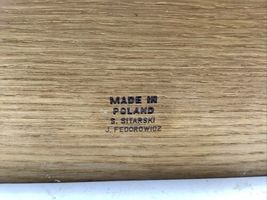 MADE IN
POLAND
S. SITARSKI
J. FEDOROWICZ